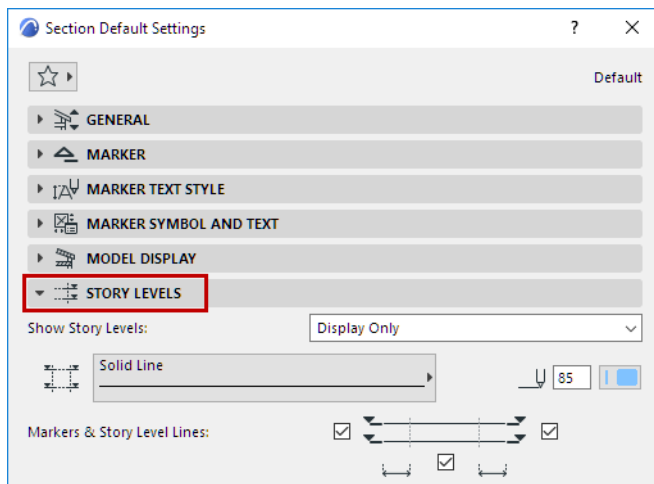 Section Default Settings
Default
GENERAL
MARKER
MARKER TEXT STYLE
MARKER SYMBOL AND TEXT
MODEL DISPLAY
STORY LEVELS
Show Story Levels: Display Only
Solid Line 85
Markers & Story Level Lines: